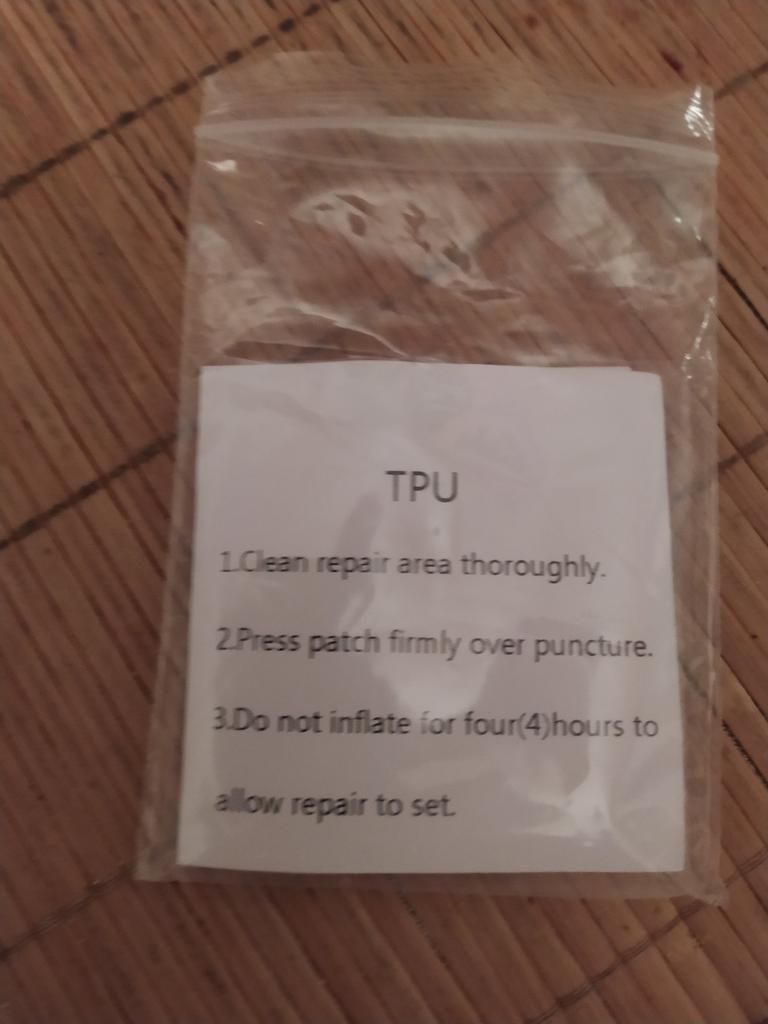 TPU
1.Clean repair area thoroughly.
2.Press patch firmly over puncture.
3.Do not inflate for four(4)hours to
allow repair to set.